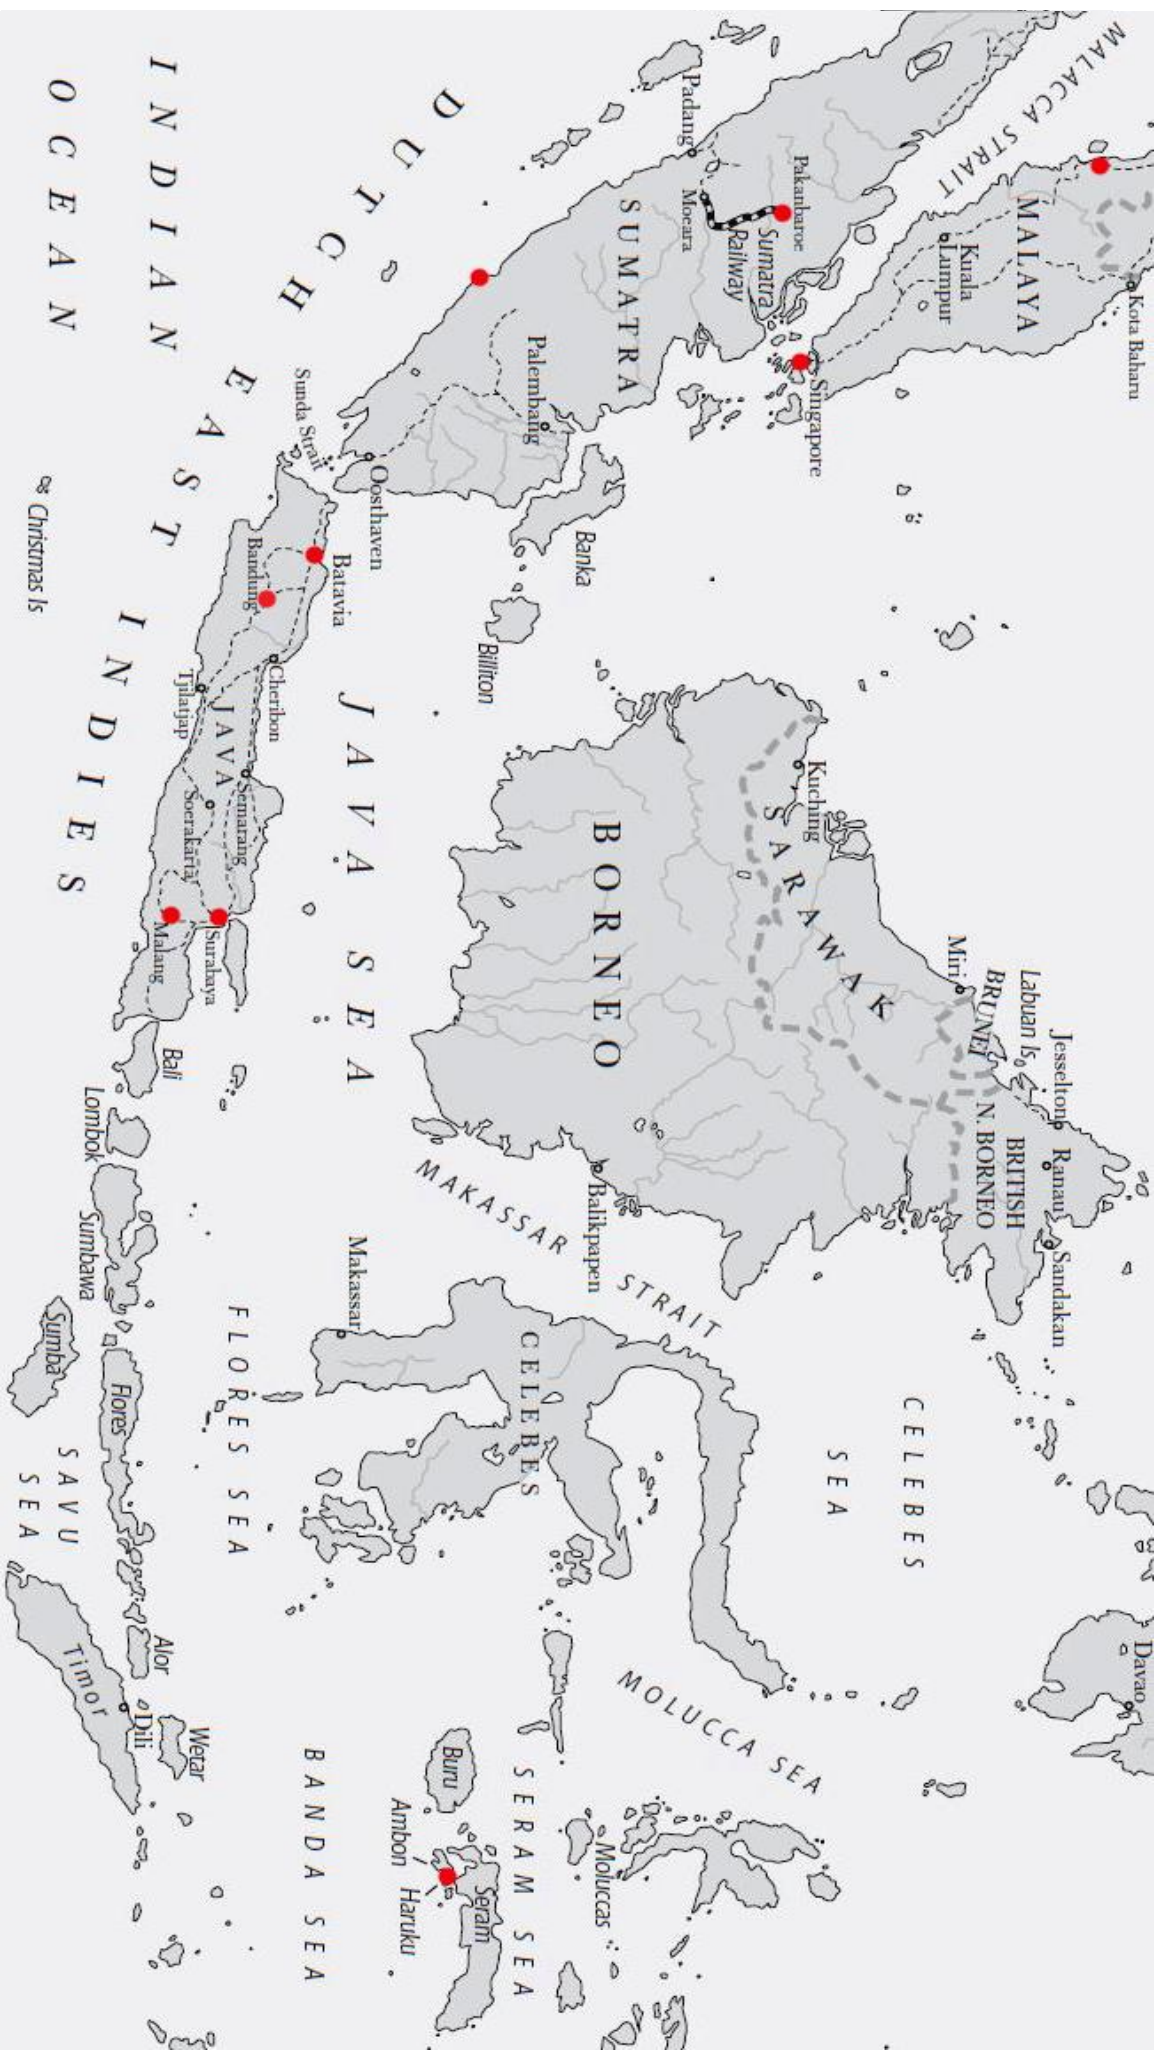 MALACCA STRAIT
MALAYA
Kota Baharu
Kuala
Lumpur
Singapore
Padang
Pakanbaroe
Moeara
Sumatra
Railway
SUMATRA
Palembang
Oosthaven
Sunda Strait
Banka
Billiton
DUTCH EAST INDIES
INDIAN
OCEAN
Christmas Is
Batavia
Bandung
Cheribon
Tjilatjap
JAVA
Semarang
Soerakarta
Surabaya
Malang
JAVA SEA
Bali
Lombok
Sumbawa
Sumba
Flores
FLORES SEA
SAVU
SEA
Alor
Timor
Dili
Wetar
BORNEO
Kuching
SARAWAK
Miri
BRUNEI
Labuan Is
Jesselton
Ranau
Sandakan
BRITISH
N. BORNEO
Balikpapen
MAKASSAR STRAIT
Makassar
CELEBES
CELEBES
SEA
Davao
MOLUCCA SEA
Moluccas
SERAM SEA
Buru
Ambon
Haruku
Seram
BANDA SEA